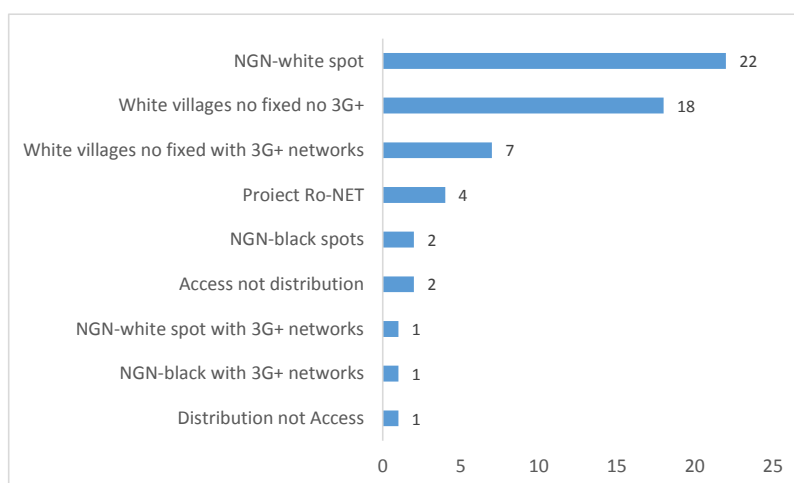 NGN-white spot 22
White villages no fixed no 3G+ 18
White villages no fixed with 3G+ networks 7
Proiect Ro-NET 4
NGN-black spots 2
Access not distribution 2
NGN-white spot with 3G+ networks 1
NGN-black with 3G+ networks 1
Distribution not Access 1
0 5 10 15 20 25